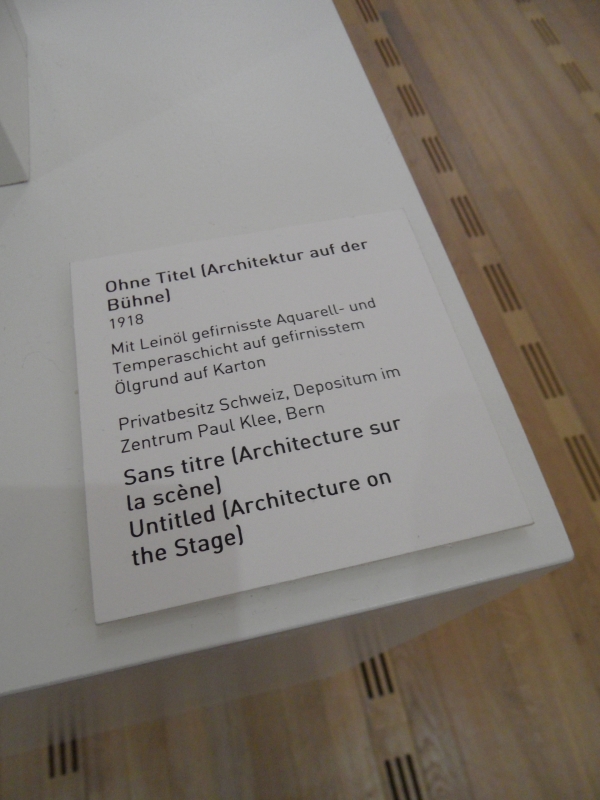 Ohne Titel (Architektur auf der
Bühne)
1918
Mit Leinöl gefirnisste Aquarell- und
Temperaschicht auf gefirnisstem
Ölgrund auf Karton
Privatbesitz Schweiz, Depositum im
Zentrum Paul Klee, Bern
Sans titre (Architecture sur
la scène)
Untitled (Architecture on
the Stage)